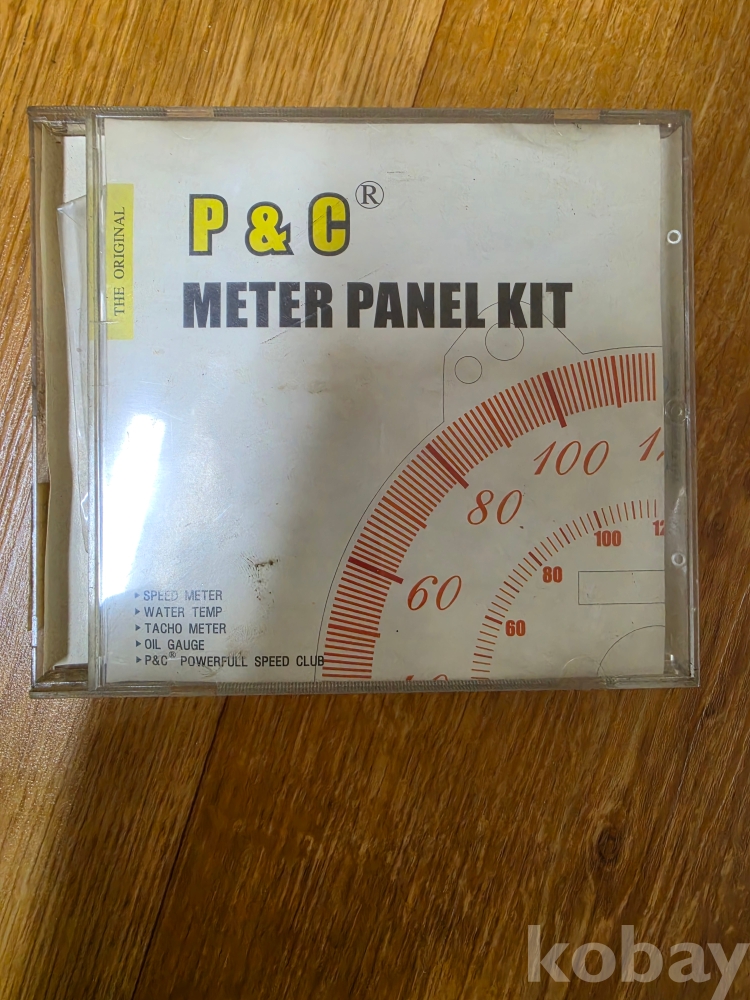 THE ORIGINAL
P & C®
METER PANEL KIT
100
80
60
100
12
80
60
▸ SPEED METER
▸ WATER TEMP
▸ TACHO METER
▸ OIL GAUGE
▸ P&C® POWERFULL SPEED CLUB
kobay